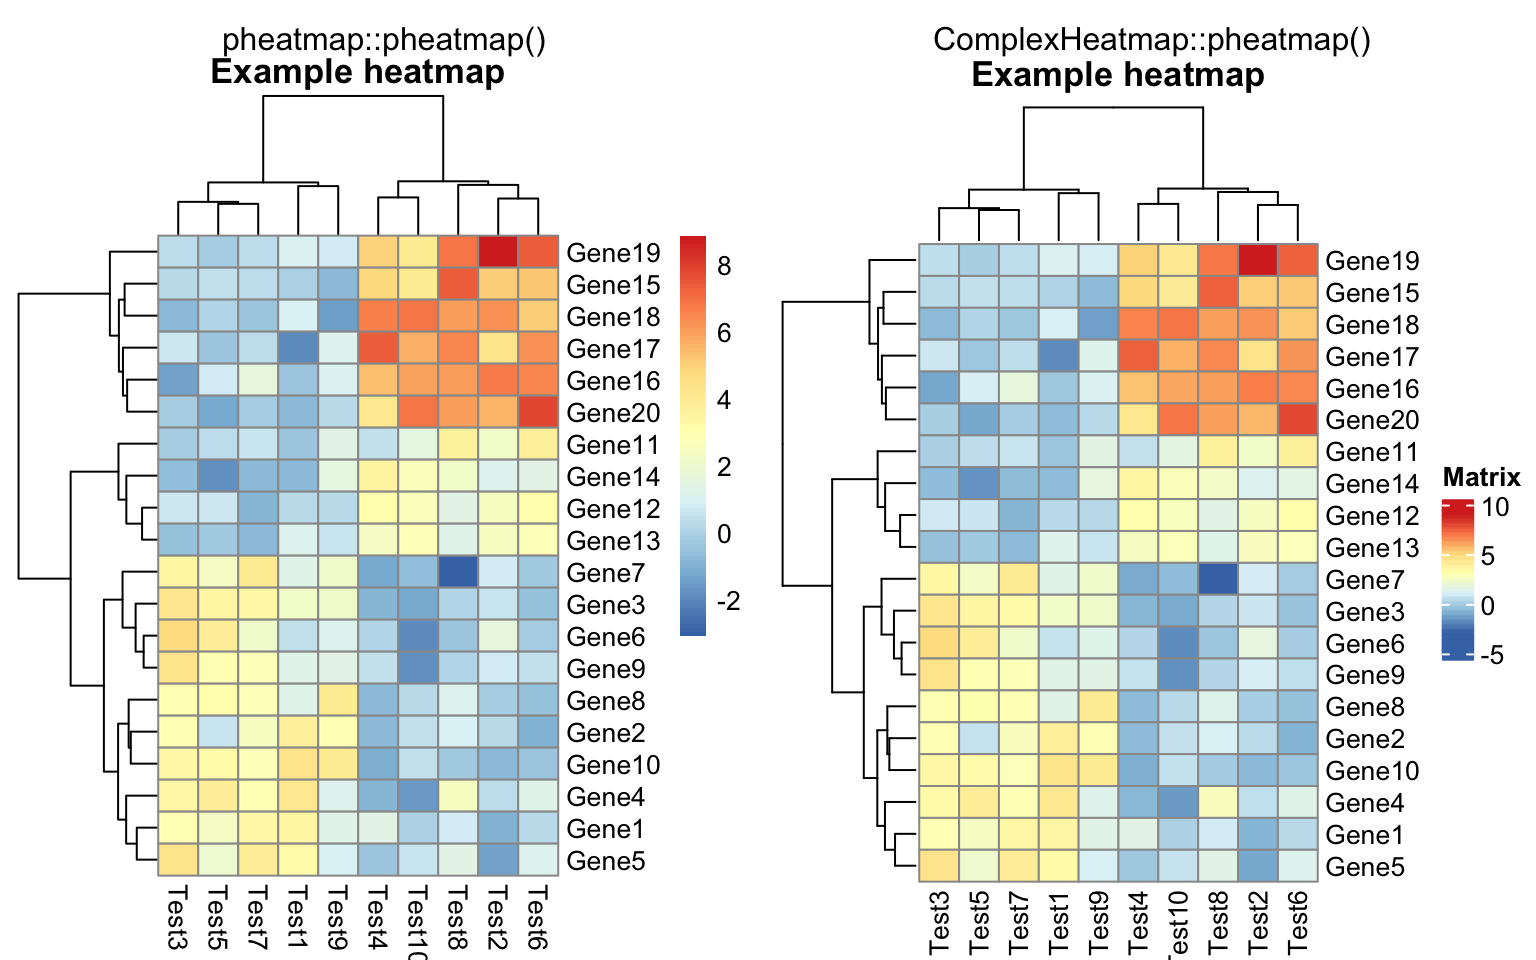 pheatmap::pheatmap()
Example heatmap
Gene19
Gene15
Gene18
Gene17
Gene16
Gene20
Gene11
Gene14
Gene12
Gene13
Gene7
Gene3
Gene6
Gene9
Gene8
Gene2
Gene10
Gene4
Gene1
Gene5
Test3
Test5
Test7
Test1
Test9
Test4
Test10
Test8
Test2
Test6
8
6
4
2
0
-2
ComplexHeatmap::pheatmap()
Example heatmap
Gene19
Gene15
Gene18
Gene17
Gene16
Gene20
Gene11
Gene14
Gene12
Gene13
Gene7
Gene3
Gene6
Gene9
Gene8
Gene2
Gene10
Gene4
Gene1
Gene5
Test3
Test5
Test7
Test1
Test9
Test4
Test10
Test8
Test2
Test6
Matrix
10
5
0
-5